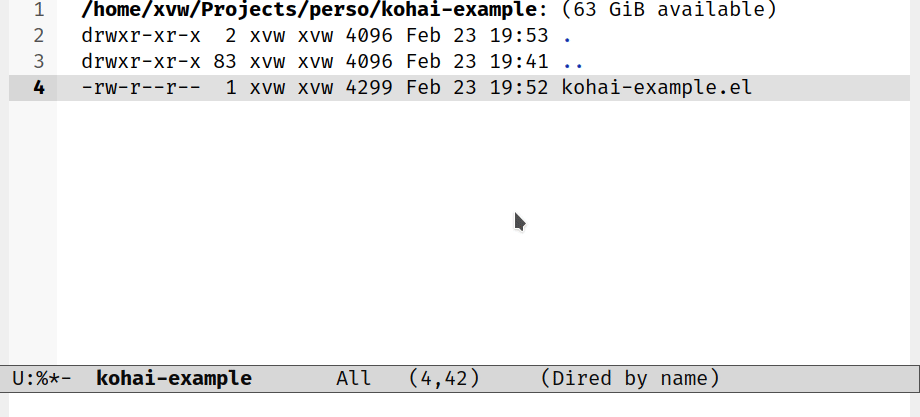 1 /home/xvw/Projects/perso/kohai-example: (63 GiB available)
2 drwxr-xr-x  2 xvw xvw 4096 Feb 23 19:53 .
3 drwxr-xr-x 83 xvw xvw 4096 Feb 23 19:41 ..
4 -rw-r--r--  1 xvw xvw 4299 Feb 23 19:52 kohai-example.el
U:%*-  kohai-example       All   (4,42)     (Dired by name)